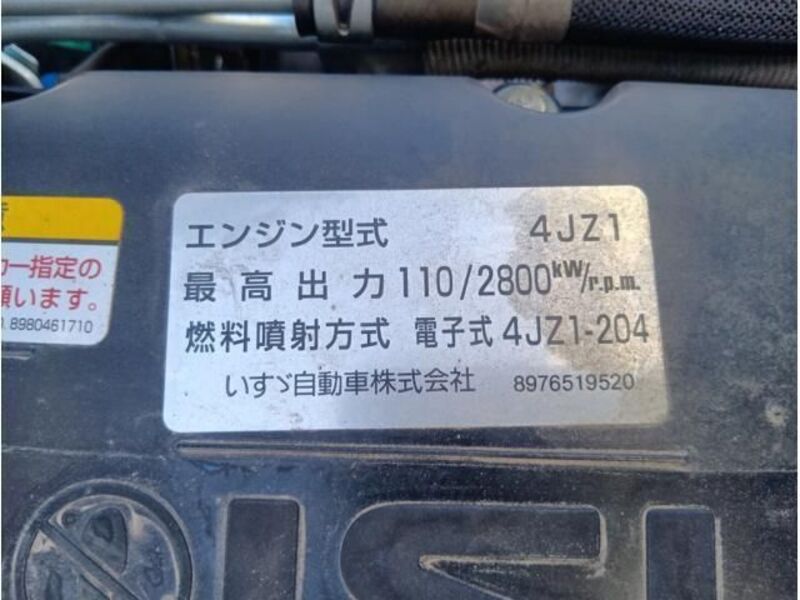 エンジン型式 4JZ1
最高出力 110/2800kW/r.p.m.
燃料噴射方式 電子式 4JZ1-204
いすゞ自動車株式会社 8976519520
カー指定の
願います。
8980461710